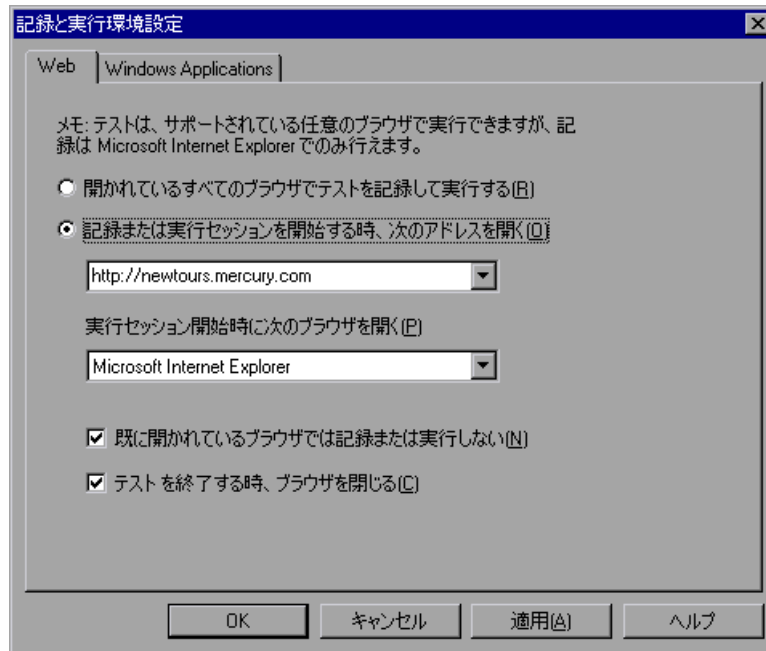 記録と実行環境設定
Web
Windows Applications
メモ: テストは、サポートされている任意のブラウザで実行できますが、記
録は Microsoft Internet Explorer でのみ行えます。
開かれているすべてのブラウザでテストを記録して実行する(R)
記録または実行セッションを開始する時、次のアドレスを開く(O)
http://newtours.mercury.com
実行セッション開始時に次のブラウザを開く(P)
Microsoft Internet Explorer
既に開かれているブラウザでは記録または実行しない(N)
テストを終了する時、ブラウザを閉じる(C)
OK
キャンセル
適用(A)
ヘルプ